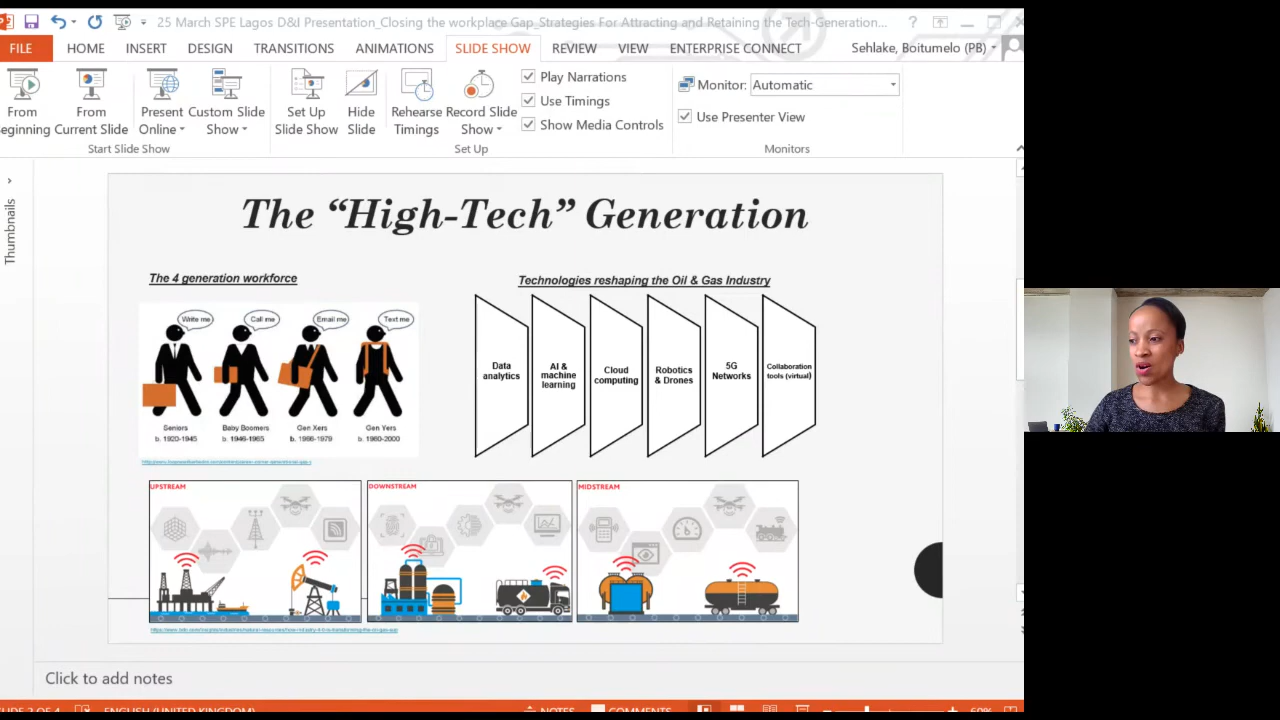 25 March SPE Lagos D&I Presentation_Closing the workplace Gap_Strategies For Attracting and Retaining the Tech-Generation...
FILE HOME INSERT DESIGN TRANSITIONS ANIMATIONS SLIDE SHOW REVIEW VIEW ENTERPRISE CONNECT Sehlake, Boitumelo (PB)
From
eginning
From
Current Slide
Present
Online
Custom Slide
Show
Set Up
Slide Show
Hide
Slide
Rehearse
Timings
Record Slide
Show
Play Narrations
Use Timings
Show Media Controls
Monitor: Automatic
Use Presenter View
Start Slide Show
Set Up
Monitors
Thumbnails
The “High-Tech” Generation
The 4 generation workforce
Write me Call me Email me Text me
Seniors Baby Boomers Gen Xers Gen Yers
b. 1920-1945 b. 1946-1965 b. 1966-1979 b. 1980-2000
Technologies reshaping the Oil & Gas Industry
Data
analytics
AI &
machine
learning
Cloud
computing
Robotics
& Drones
5G
Networks
Collaboration
tools (virtual)
UPSTREAM
DOWNSTREAM
MIDSTREAM
Click to add notes
SLIDE 2 OF 4 ENGLISH (UNITED KINGDOM) NOTES COMMENTS 60%